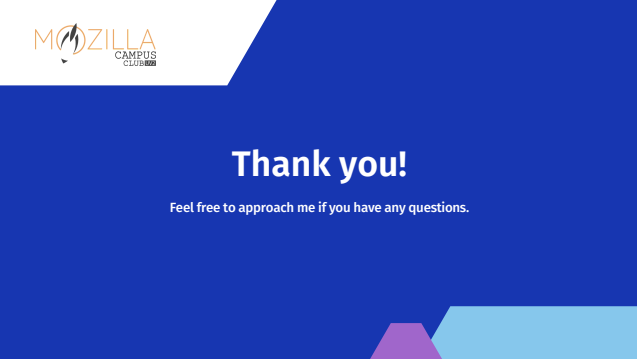 MOZILLA
CAMPUS
CLUB
Thank you!
Feel free to approach me if you have any questions.